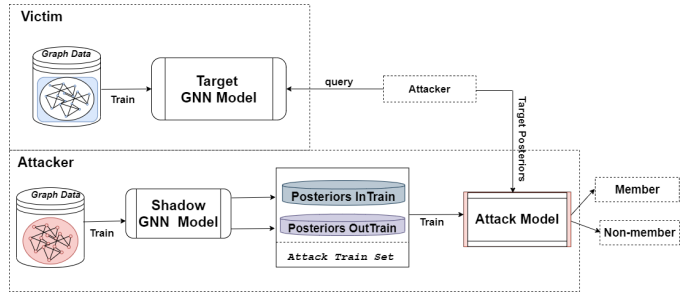 Victim
Graph Data
Train
Target
GNN Model
query
Attacker
Target Posteriors
Attacker
Graph Data
Train
Shadow
GNN Model
Posteriors InTrain
Posteriors OutTrain
Attack Train Set
Train
Attack Model
Member
Non-member